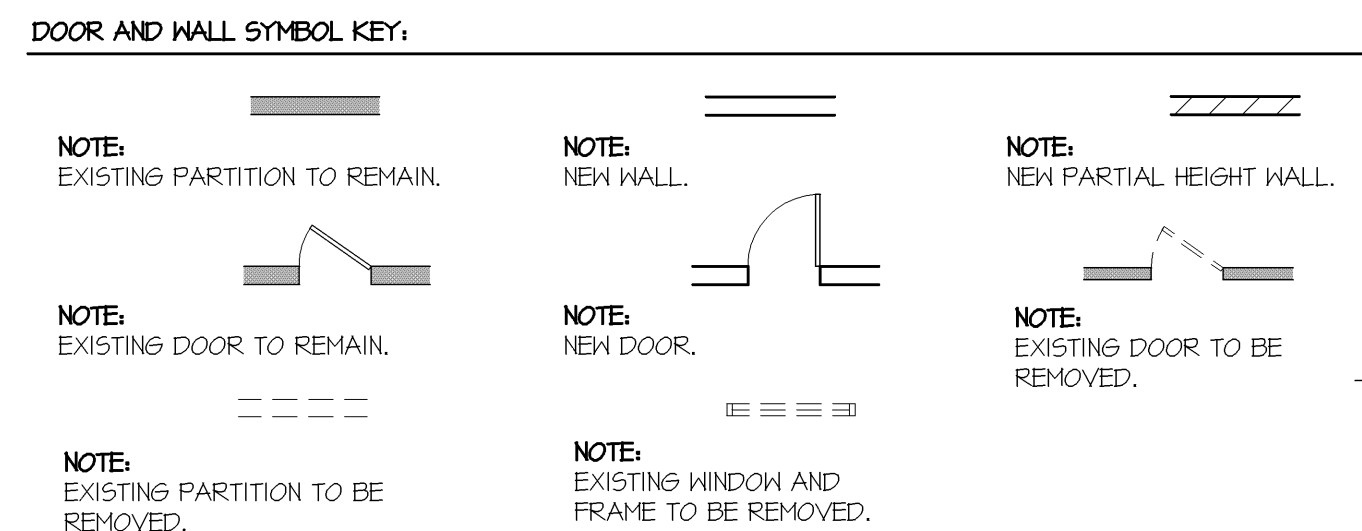 DOOR AND WALL SYMBOL KEY:
NOTE:
EXISTING PARTITION TO REMAIN.
NOTE:
NEW WALL.
NOTE:
NEW PARTIAL HEIGHT WALL.
NOTE:
EXISTING DOOR TO REMAIN.
NOTE:
NEW DOOR.
NOTE:
EXISTING DOOR TO BE
REMOVED.
NOTE:
EXISTING PARTITION TO BE
REMOVED.
NOTE:
EXISTING WINDOW AND
FRAME TO BE REMOVED.